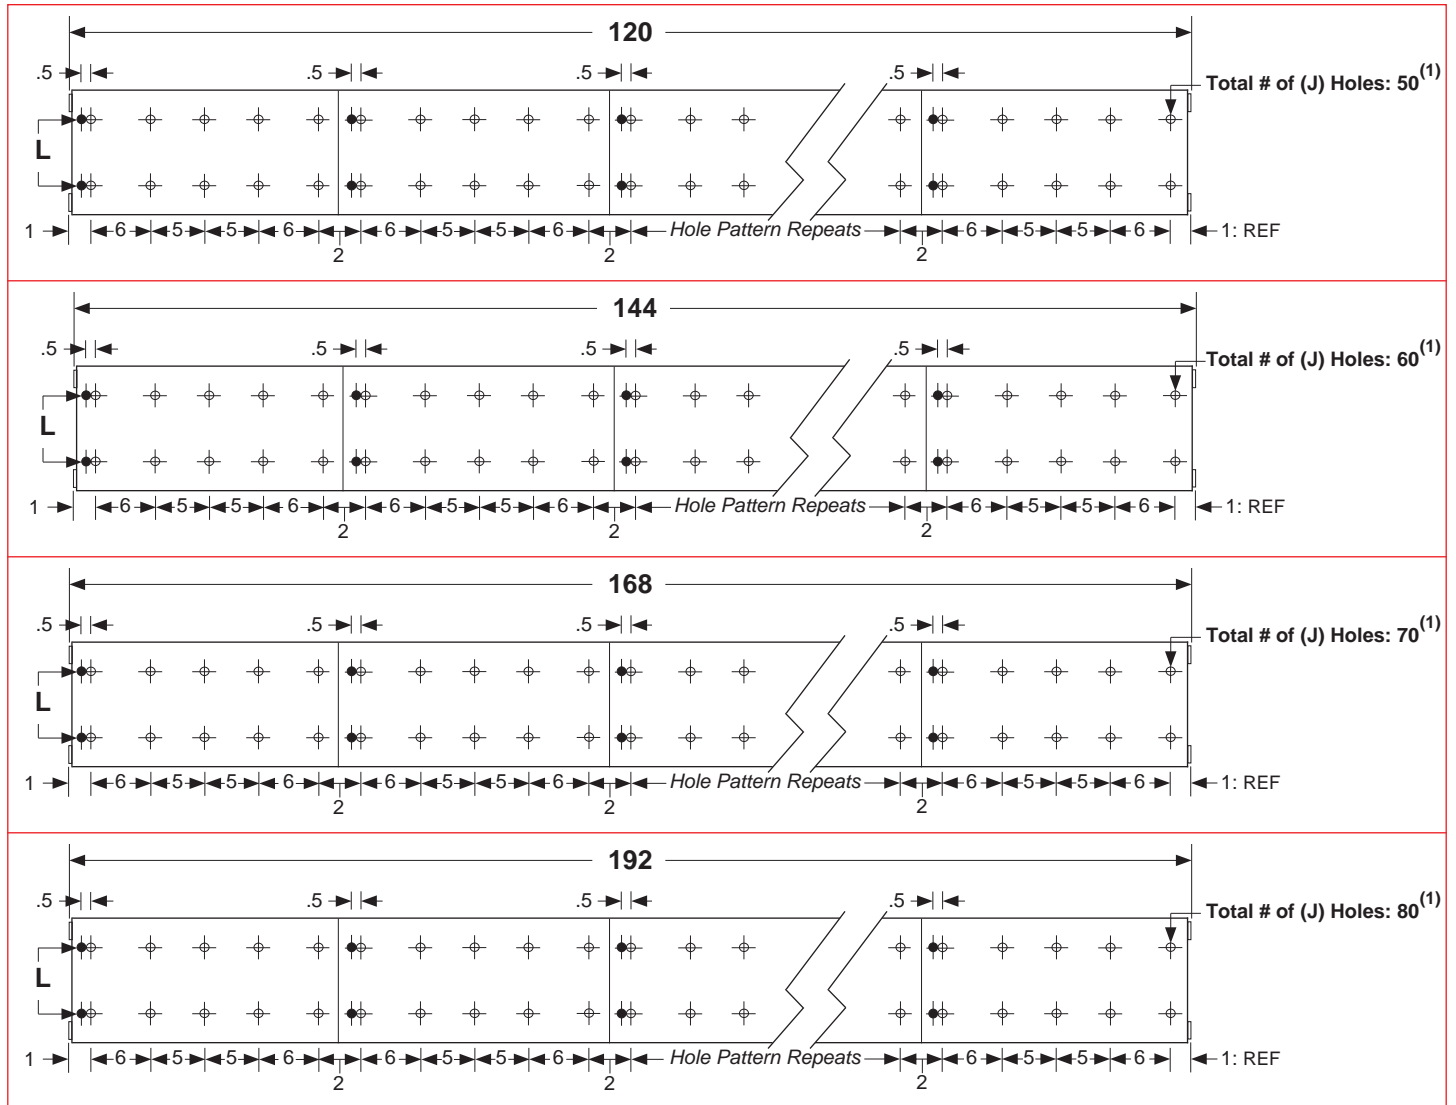 120
.5 .5 .5 .5
Total # of (J) Holes: 50(1)
L
1 6 5 5 6 6 5 5 6 Hole Pattern Repeats 6 5 5 6 1: REF
2 2 2
144
.5 .5 .5 .5
Total # of (J) Holes: 60(1)
L
1 6 5 5 6 6 5 5 6 Hole Pattern Repeats 6 5 5 6 1: REF
2 2 2
168
.5 .5 .5 .5
Total # of (J) Holes: 70(1)
L
1 6 5 5 6 6 5 5 6 Hole Pattern Repeats 6 5 5 6 1: REF
2 2 2
192
.5 .5 .5 .5
Total # of (J) Holes: 80(1)
L
1 6 5 5 6 6 5 5 6 Hole Pattern Repeats 6 5 5 6 1: REF
2 2 2